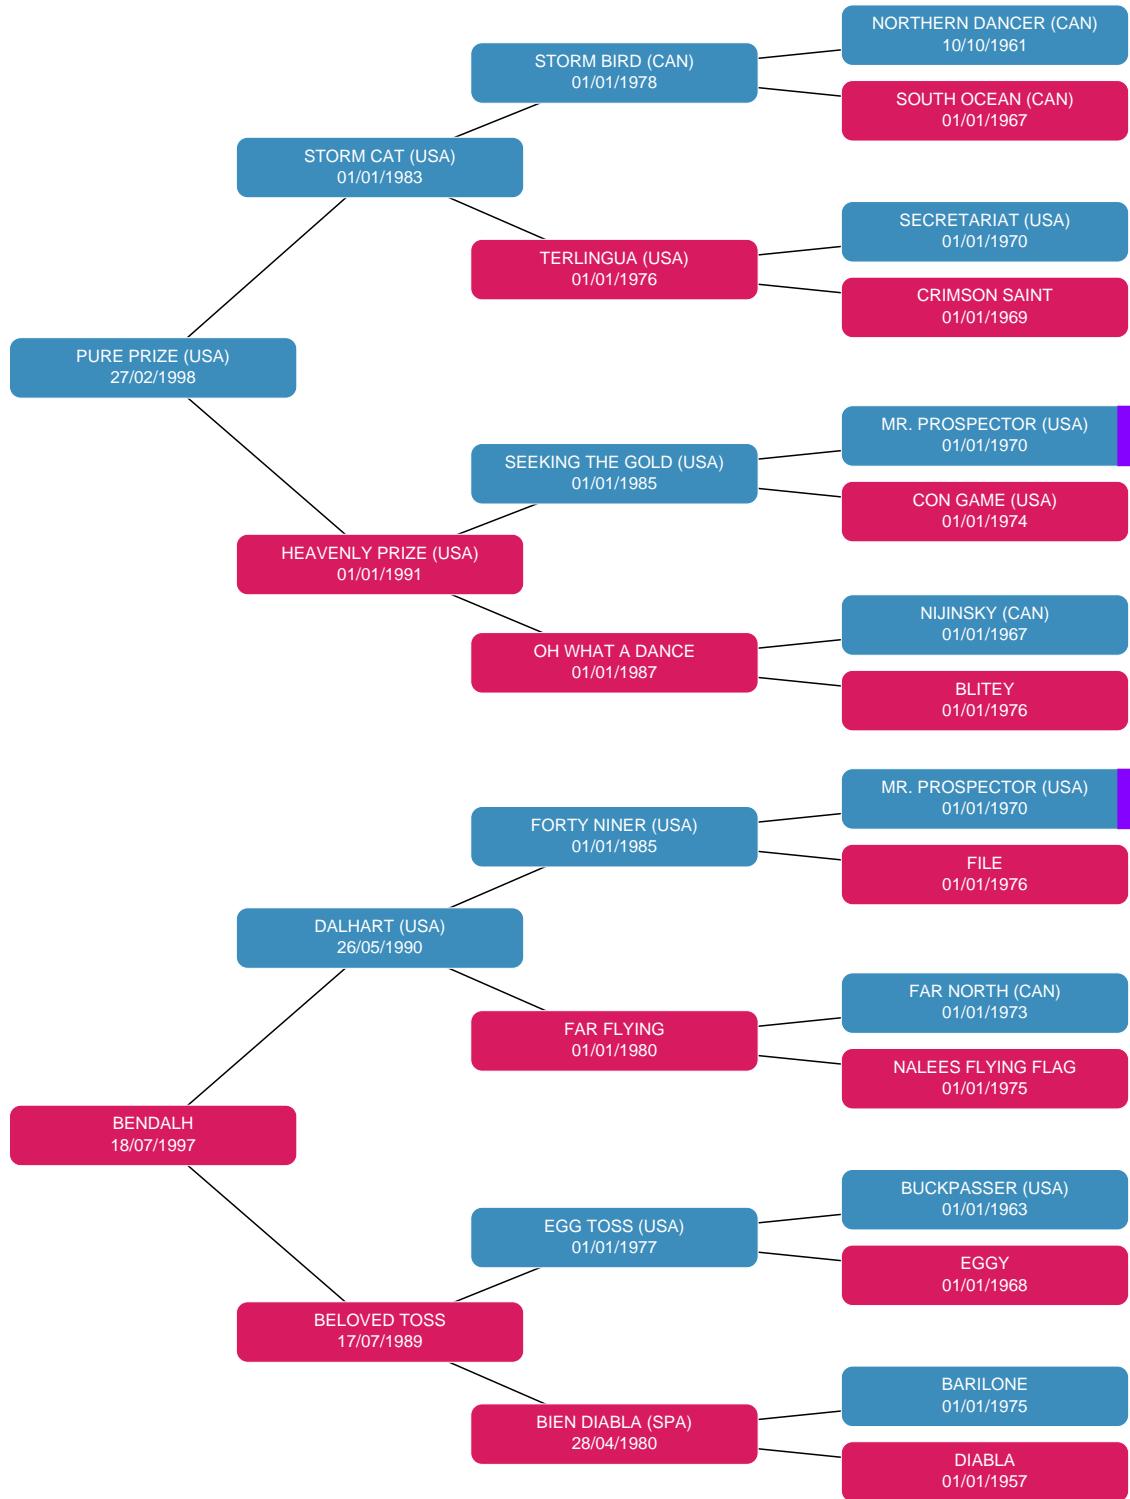 NORTHERN DANCER (CAN)
10/10/1961
STORM BIRD (CAN)
01/01/1978
SOUTH OCEAN (CAN)
01/01/1967
STORM CAT (USA)
01/01/1983
SECRETARIAT (USA)
01/01/1970
TERLINGUA (USA)
01/01/1976
CRIMSON SAINT
01/01/1969
PURE PRIZE (USA)
27/02/1998
MR. PROSPECTOR (USA)
01/01/1970
SEEKING THE GOLD (USA)
01/01/1985
CON GAME (USA)
01/01/1974
HEAVENLY PRIZE (USA)
01/01/1991
NIJINSKY (CAN)
01/01/1967
OH WHAT A DANCE
01/01/1987
BLITEY
01/01/1976
MR. PROSPECTOR (USA)
01/01/1970
FORTY NINER (USA)
01/01/1985
FILE
01/01/1976
DALHART (USA)
26/05/1990
FAR NORTH (CAN)
01/01/1973
FAR FLYING
01/01/1980
NALEES FLYING FLAG
01/01/1975
BENDALH
18/07/1997
BUCKPASSER (USA)
01/01/1963
EGG TOSS (USA)
01/01/1977
EGGY
01/01/1968
BELOVED TOSS
17/07/1989
BARILONE
01/01/1975
BIEN DIABLA (SPA)
28/04/1980
DIABLA
01/01/1957